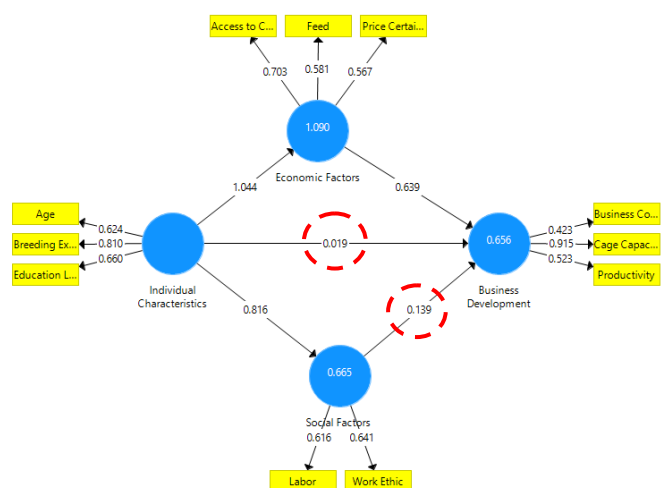 Access to C...
Feed
Price Certai...
0.703
0.581
0.567
1.090
Economic Factors
1.044
0.639
Age
Breeding Ex...
Education L...
0.624
0.810
0.660
Individual
Characteristics
0.019
0.656
Business
Development
0.423
0.915
0.523
Business Co...
Cage Capac...
Productivity
0.816
0.139
0.665
Social Factors
0.616
0.641
Labor
Work Ethic